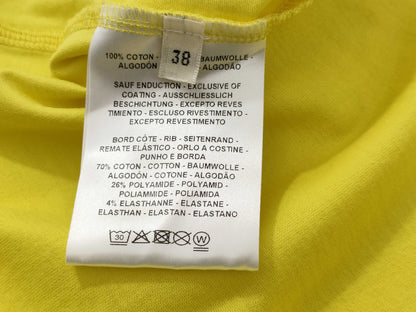 38
100% COTON - BAUMWOLLE -
ALGODÓN - ALGODÃO
SAUF ENDUCTION - EXCLUSIVE OF
COATING - AUSSCHLIESSLICH
BESCHICHTUNG - EXCEPTO REVES
TIMIENTO - ESCLUSO RIVESTIMENTO -
EXCEPTO REVESTIMENTO
BORD CÔTE - RIB - SEITENRAND -
REMATE ELÁSTICO - ORLO A COSTINE -
PUNHO E BORDA
70% COTON - COTTON - BAUMWOLLE -
ALGODÓN - COTONE - ALGODÃO
26% POLYAMIDE - POLYAMID -
POLIAMMIDE - POLIAMIDA
4% ELASTHANNE - ELASTANE -
ELASTHAN - ELASTAN - ELASTANO
30 W